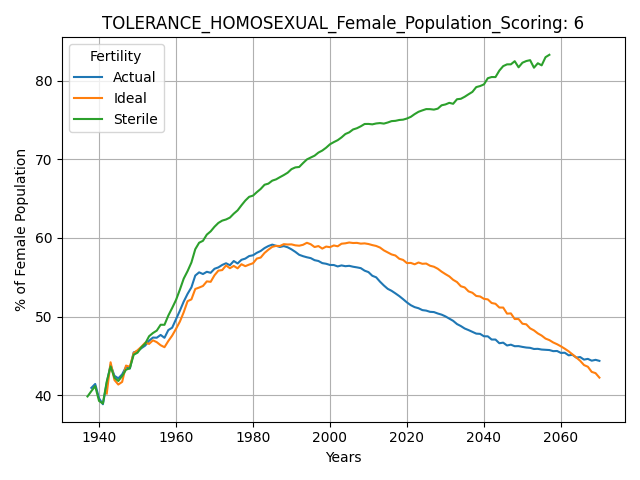 TOLERANCE_HOMOSEXUAL_Female_Population_Scoring: 6
Fertility
Actual
Ideal
Sterile
% of Female Population
80
70
60
50
40
1940 1960 1980 2000 2020 2040 2060
Years